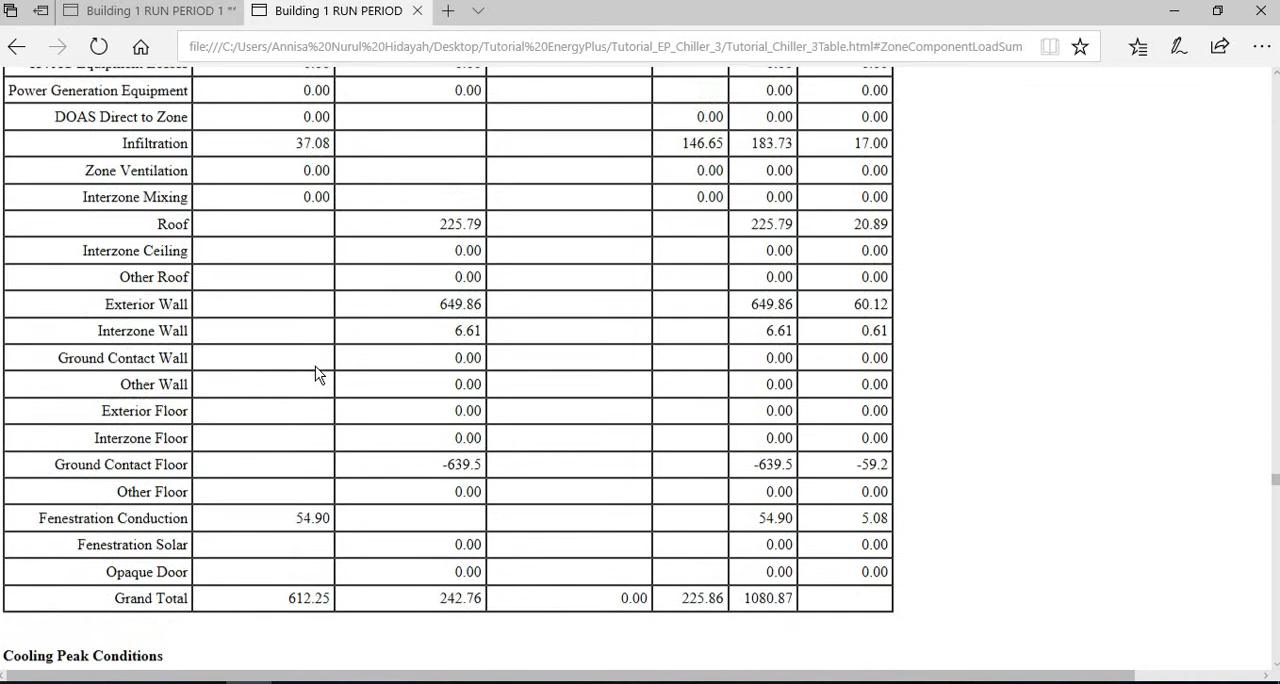 Building 1 RUN PERIOD 1 ** Building 1 RUN PERIOD
file:///C:/Users/Annisa%20Nurul%20Hidayah/Desktop/Tutorial%20EnergyPlus/Tutorial_EP_Chiller_3/Tutorial_Chiller_3Table.html#ZoneComponentLoadSum
Power Generation Equipment 0.00 0.00 0.00 0.00
DOAS Direct to Zone 0.00 0.00 0.00 0.00
Infiltration 37.08 146.65 183.73 17.00
Zone Ventilation 0.00 0.00 0.00 0.00
Interzone Mixing 0.00 0.00 0.00 0.00
Roof 225.79 225.79 20.89
Interzone Ceiling 0.00 0.00 0.00
Other Roof 0.00 0.00 0.00
Exterior Wall 649.86 649.86 60.12
Interzone Wall 6.61 6.61 0.61
Ground Contact Wall 0.00 0.00 0.00
Other Wall 0.00 0.00 0.00
Exterior Floor 0.00 0.00 0.00
Interzone Floor 0.00 0.00 0.00
Ground Contact Floor -639.5 -639.5 -59.2
Other Floor 0.00 0.00 0.00
Fenestration Conduction 54.90 54.90 5.08
Fenestration Solar 0.00 0.00 0.00
Opaque Door 0.00 0.00 0.00
Grand Total 612.25 242.76 0.00 225.86 1080.87
Cooling Peak Conditions